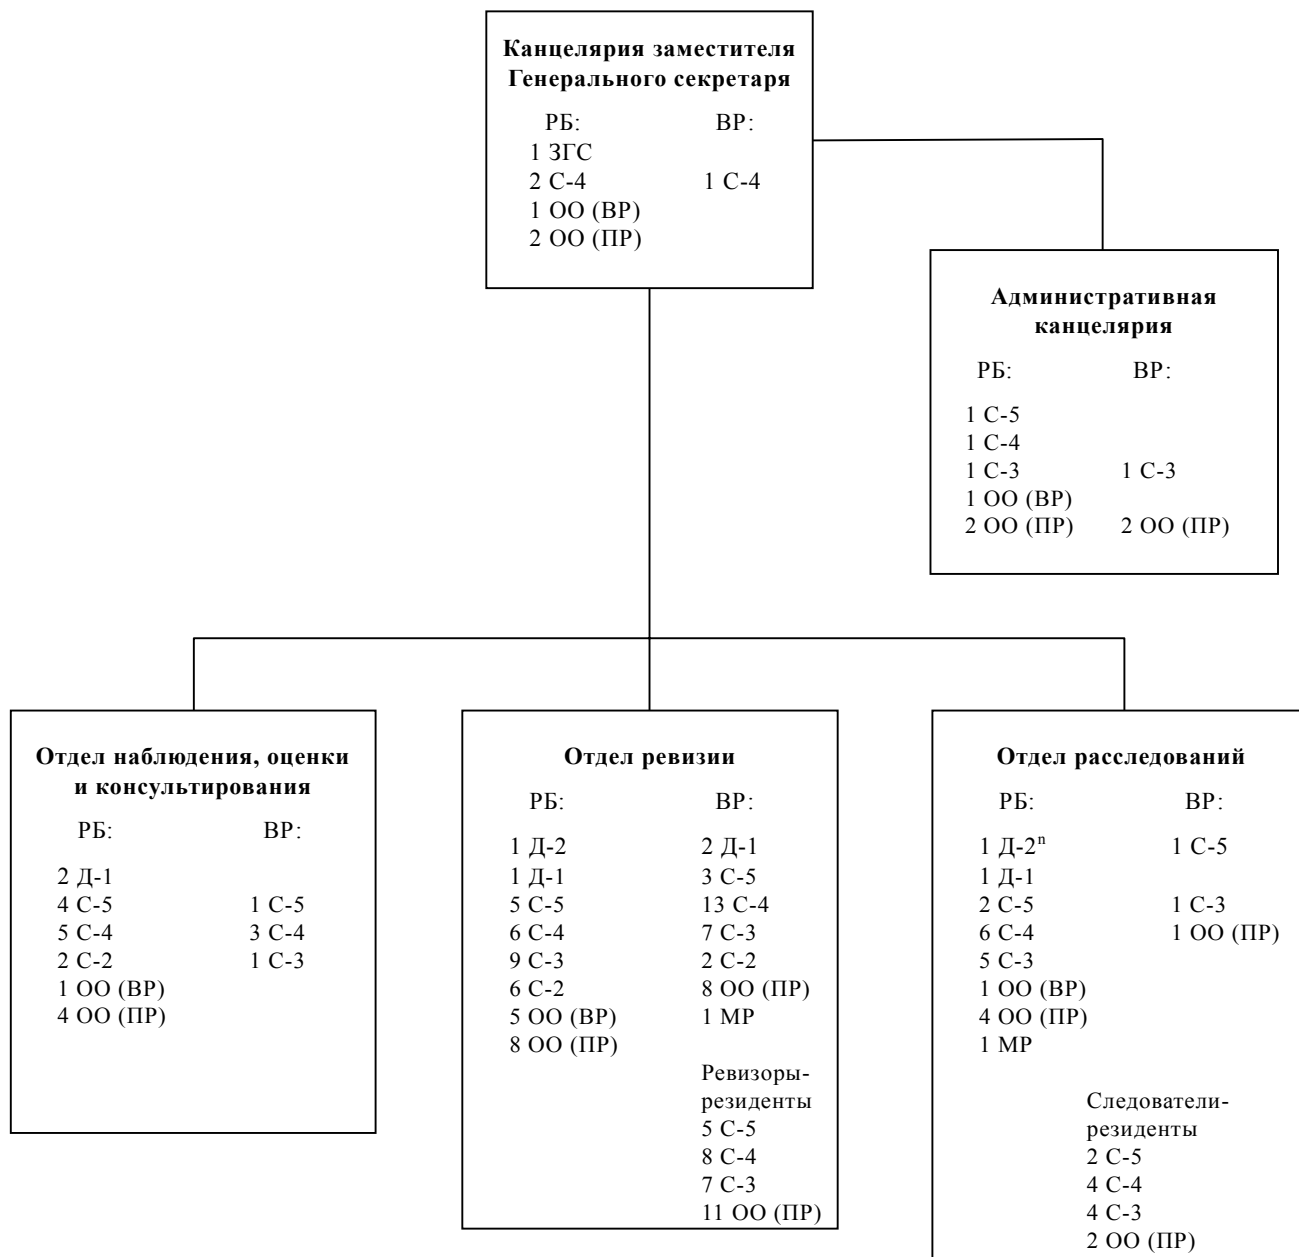 Канцелярия заместителя
Генерального секретаря
РБ: ВР:
1 ЗГС
2 С-4 1 С-4
1 ОО (ВР)
2 ОО (ПР)
Административная
канцелярия
РБ: ВР:
1 С-5
1 С-4
1 С-3 1 С-3
1 ОО (ВР)
2 ОО (ПР) 2 ОО (ПР)
Отдел наблюдения, оценки
и консультирования
РБ: ВР:
2 Д-1
4 С-5 1 С-5
5 С-4 3 С-4
2 С-2 1 С-3
1 ОО (ВР)
4 ОО (ПР)
Отдел ревизии
РБ: ВР:
1 Д-2 2 Д-1
1 Д-1 3 С-5
5 С-5 13 С-4
6 С-4 7 С-3
9 С-3 2 С-2
6 С-2 8 ОО (ПР)
5 ОО (ВР) 1 МР
8 ОО (ПР)
Ревизоры-
резиденты
5 С-5
8 С-4
7 С-3
11 ОО (ПР)
Отдел расследований
РБ: ВР:
1 Д-2ⁿ 1 С-5
1 Д-1
2 С-5 1 С-3
6 С-4 1 ОО (ПР)
5 С-3
1 ОО (ВР)
4 ОО (ПР)
1 МР
Следователи-
резиденты
2 С-5
4 С-4
4 С-3
2 ОО (ПР)